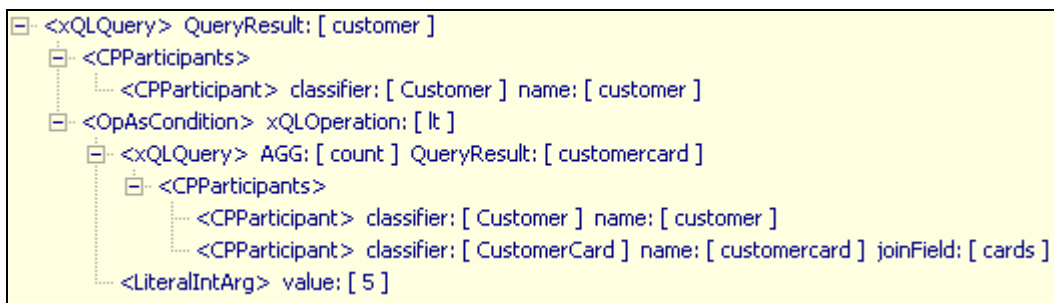 <xQLQuery> QueryResult: [ customer ]
<CPParticipants>
<CPParticipant> classifier: [ Customer ] name: [ customer ]
<OpAsCondition> xQLOperation: [ lt ]
<xQLQuery> AGG: [ count ] QueryResult: [ customercard ]
<CPParticipants>
<CPParticipant> classifier: [ Customer ] name: [ customer ]
<CPParticipant> classifier: [ CustomerCard ] name: [ customercard ] joinField: [ cards ]
<LiteralIntArg> value: [ 5 ]